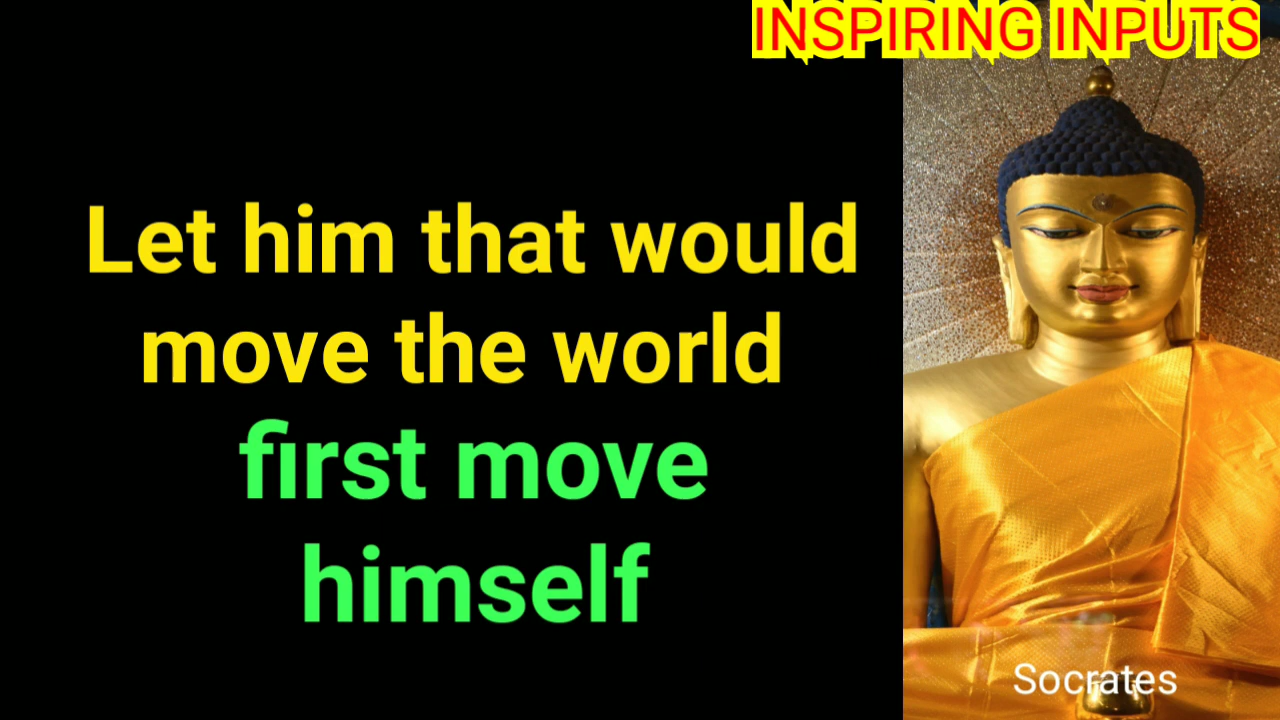 INSPIRING INPUTS
Let him that would
move the world
first move
himself
Socrates